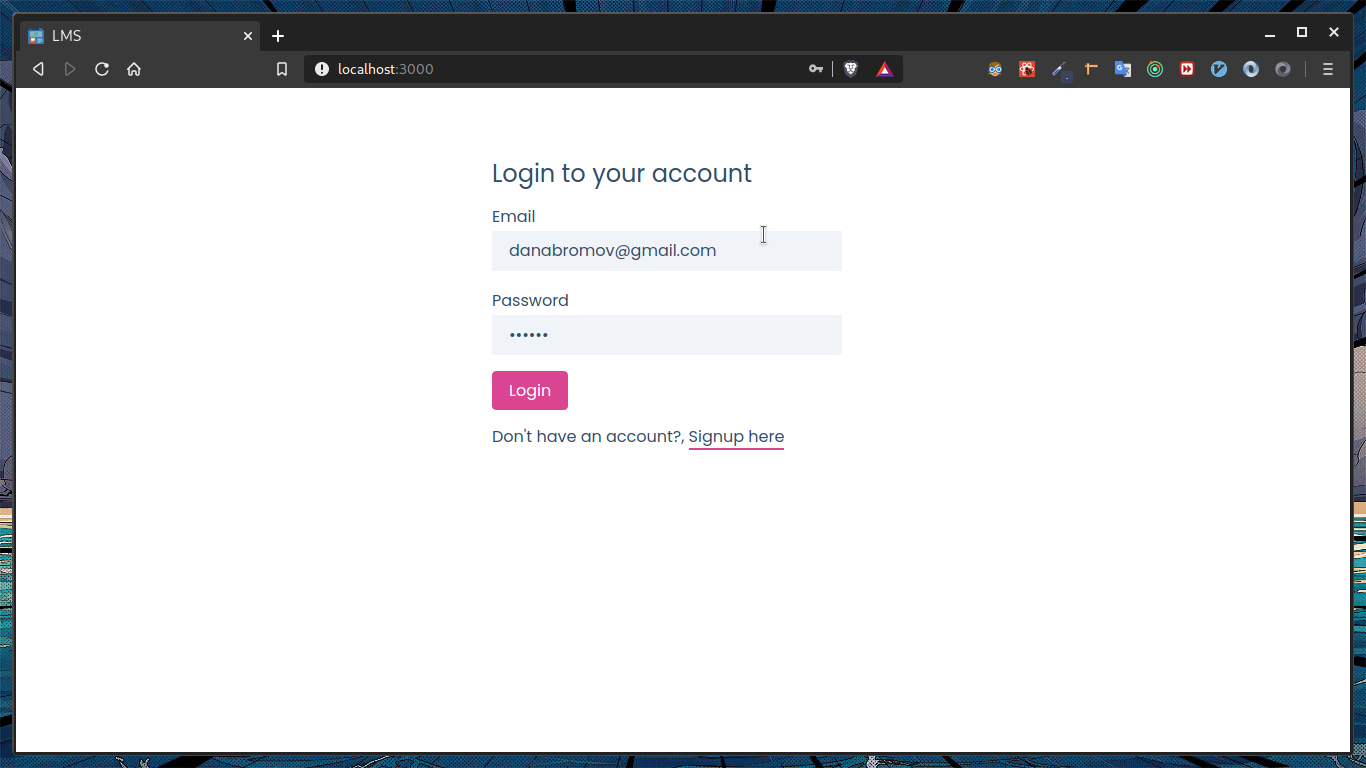 LMS
localhost:3000
Login to your account
Email
danabromov@gmail.com
Password
••••••
Login
Don't have an account?, Signup here